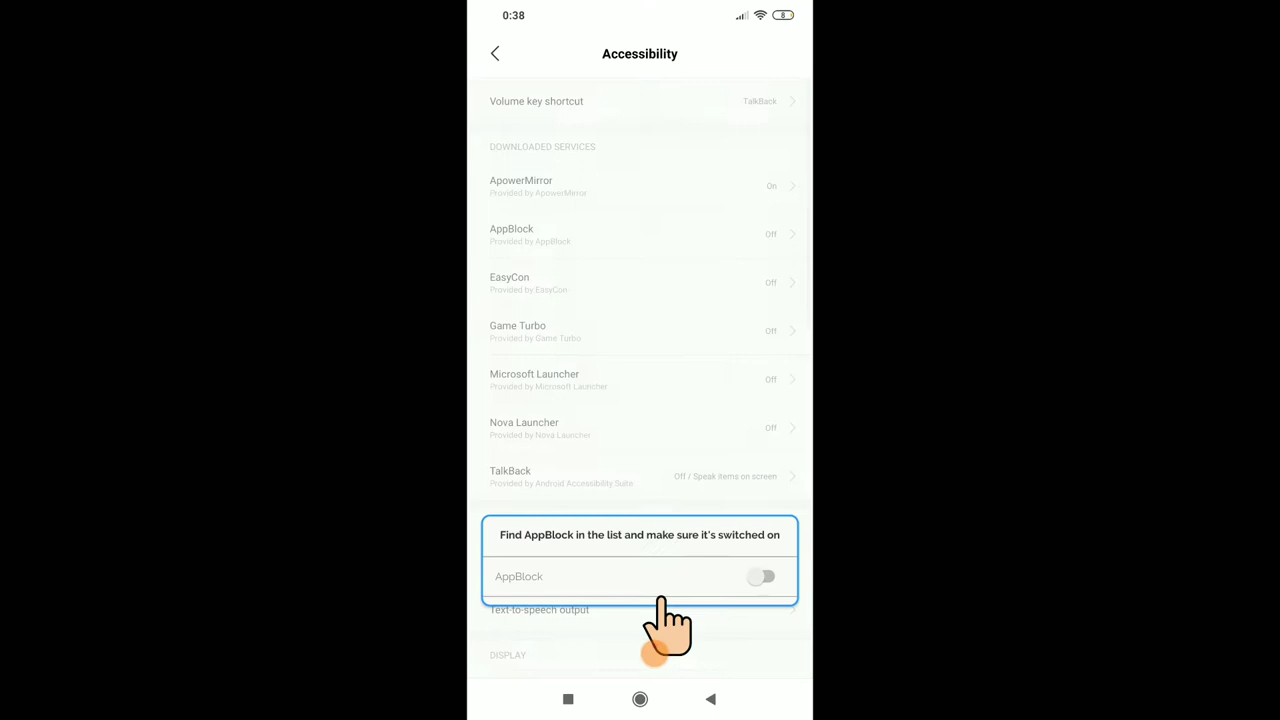 0:38
8
Accessibility
Volume key shortcut TalkBack
DOWNLOADED SERVICES
ApowerMirror On
Provided by ApowerMirror
AppBlock Off
Provided by AppBlock
EasyCon Off
Provided by EasyCon
Game Turbo Off
Provided by Game Turbo
Microsoft Launcher Off
Provided by Microsoft Launcher
Nova Launcher Off
Provided by Nova Launcher
TalkBack Off / Speak items on screen
Provided by Android Accessibility Suite
Find AppBlock in the list and make sure it's switched on
AppBlock
Text-to-speech output
DISPLAY